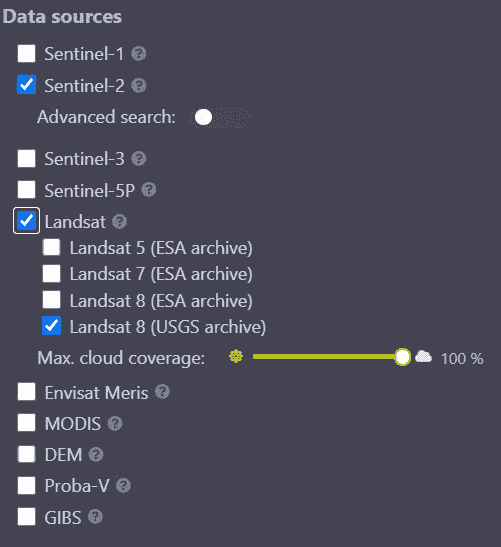 Data sources
Sentinel-1
Sentinel-2
Advanced search:
Sentinel-3
Sentinel-5P
Landsat
Landsat 5 (ESA archive)
Landsat 7 (ESA archive)
Landsat 8 (ESA archive)
Landsat 8 (USGS archive)
Max. cloud coverage: 100 %
Envisat Meris
MODIS
DEM
Proba-V
GIBS